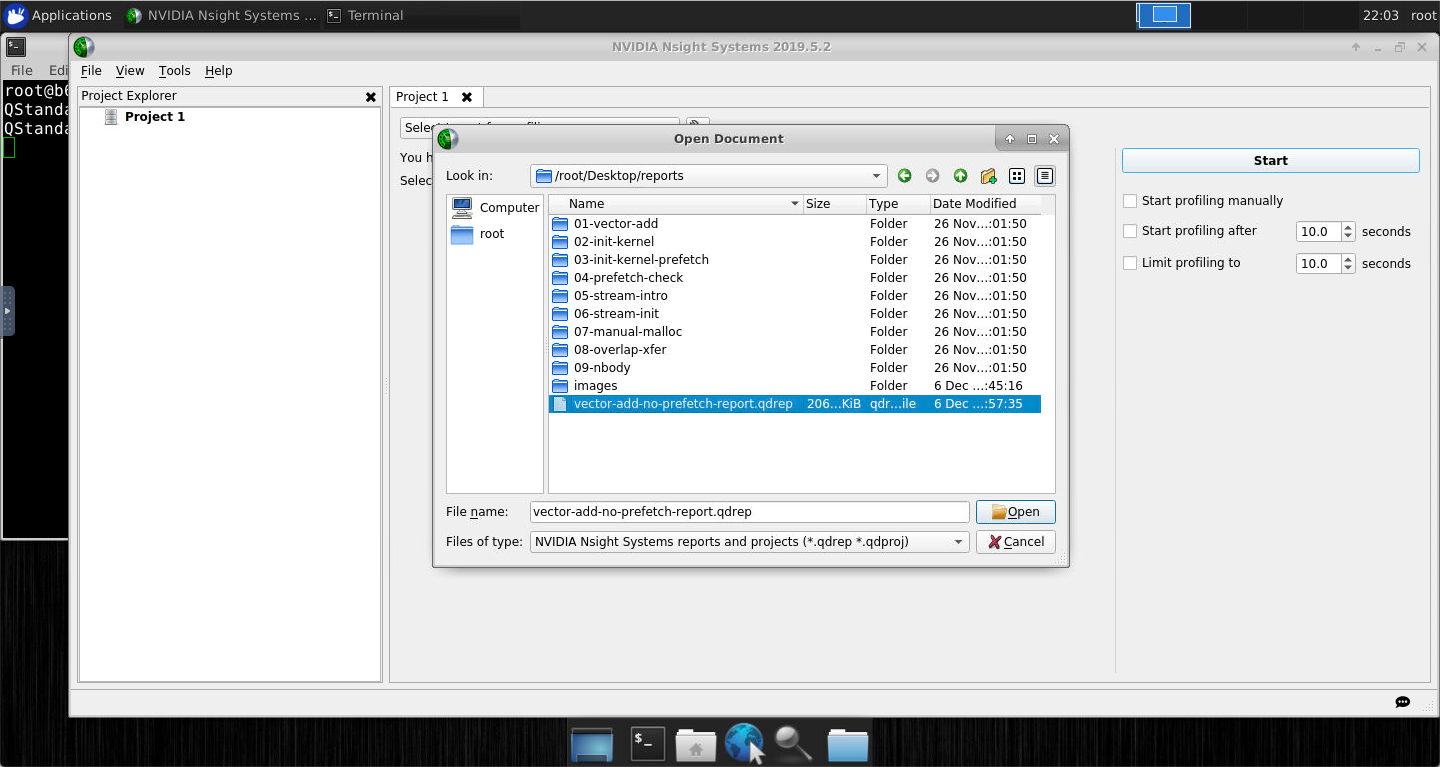 Applications NVIDIA Nsight Systems ... Terminal 22:03 root
NVIDIA Nsight Systems 2019.5.2
File
File View Tools Help
Project Explorer
Project 1
root@b
QStanda
QStanda
Project 1
You h
Selec
Open Document
Look in: /root/Desktop/reports
Computer
root
Name Size Type Date Modified
01-vector-add Folder 26 Nov...:01:50
02-init-kernel Folder 26 Nov...:01:50
03-init-kernel-prefetch Folder 26 Nov...:01:50
04-prefetch-check Folder 26 Nov...:01:50
05-stream-intro Folder 26 Nov...:01:50
06-stream-init Folder 26 Nov...:01:50
07-manual-malloc Folder 26 Nov...:01:50
08-overlap-xfer Folder 26 Nov...:01:50
09-nbody Folder 26 Nov...:01:50
images Folder 6 Dec ...:45:16
vector-add-no-prefetch-report.qdrep 206...KiB qdr...ile 6 Dec ...:57:35
File name: vector-add-no-prefetch-report.qdrep Open
Files of type: NVIDIA Nsight Systems reports and projects (*.qdrep *.qdproj) Cancel
Start
Start profiling manually
Start profiling after 10.0 seconds
Limit profiling to 10.0 seconds